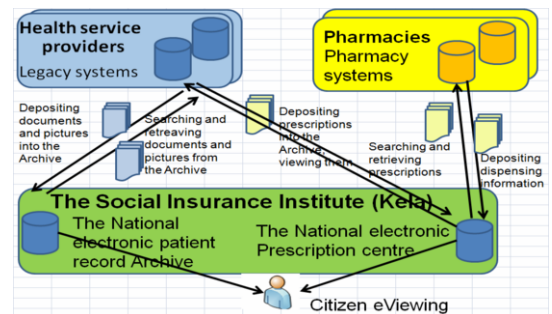 Health service
providers
Legacy systems
Pharmacies
Pharmacy
systems
Depositing
documents
and pictures
into the
Archive
Searching and
retreaving
documents and
pictures from
the Archive
Depositing
prescriptions
into the
Archive,
viewing them
Searching and
retrieving
prescriptions
Depositing
dispensing
information
The Social Insurance Institute (Kela)
The National
electronic patient
record Archive
The National electronic
Prescription centre
Citizen eViewing